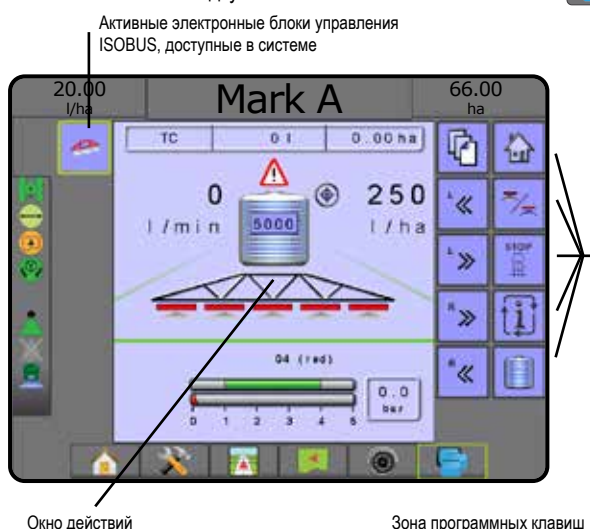 Активные электронные блоки управления
ISOBUS, доступные в системе
20.00
l/ha
Mark A
66.00
ha
TC
0 l
0.00 ha
0
l/min
5000
250
l/ha
L «
L »
R »
R «
STOP
i
04 (red)
0 1 2 3 4 5
0.0
bar
Окно действий
Зона программных клавиш